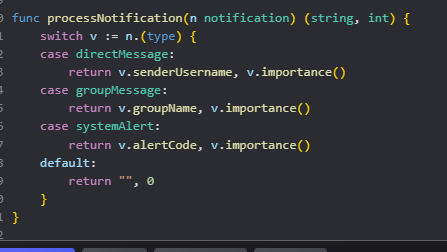 func processNotification(n notification) (string, int) {
    switch v := n.(type) {
    case directMessage:
        return v.senderUsername, v.importance()
    case groupMessage:
        return v.groupName, v.importance()
    case systemAlert:
        return v.alertCode, v.importance()
    default:
        return "", 0
    }
}